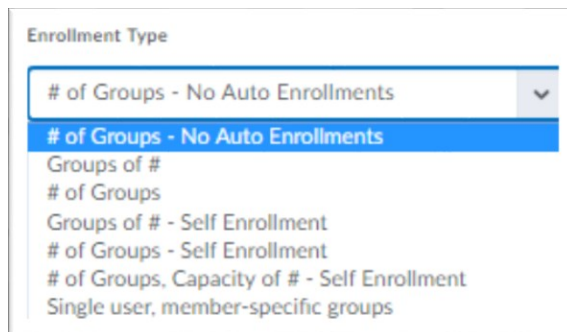 Enrollment Type
# of Groups - No Auto Enrollments
# of Groups - No Auto Enrollments
Groups of #
# of Groups
Groups of # - Self Enrollment
# of Groups - Self Enrollment
# of Groups, Capacity of # - Self Enrollment
Single user, member-specific groups